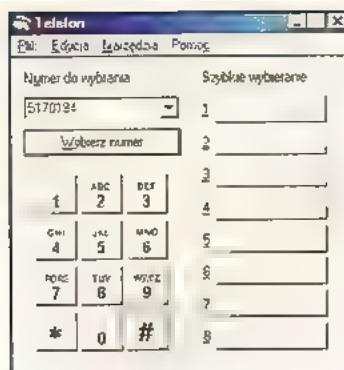 Telefon
Plik Edycja Narzędzia Pomoc
Numer do wybrania
5170194
Wybierz numer
1
ABC 2
DEF 3
GHI 4
JKL 5
MNO 6
PQRS 7
TUV 8
WXYZ 9
*
0
#
Szybkie wybieranie
1
2
3
4
5
6
7
8